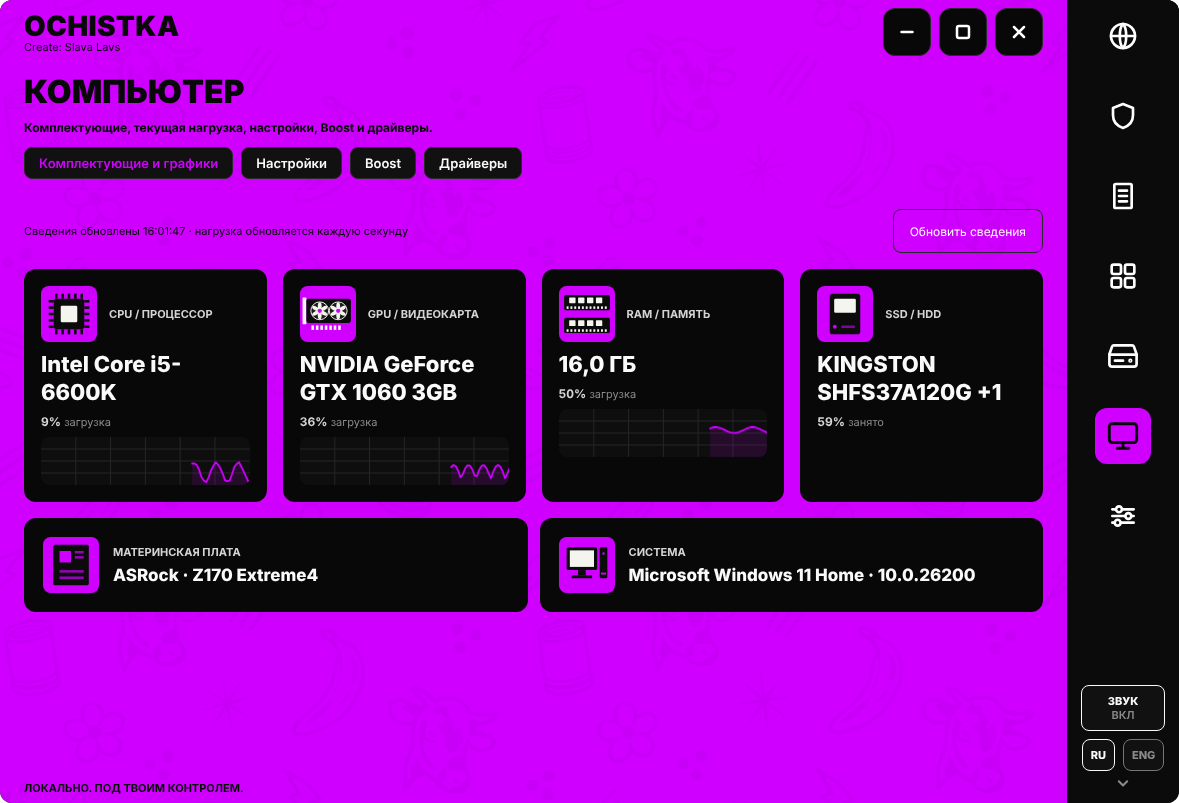 OCHISTKA
Create: Slava Lavs
КОМПЬЮТЕР
Комплектующие, текущая нагрузка, настройки, Boost и драйверы.
Комплектующие и графики
Настройки
Boost
Драйверы
Сведения обновлены 16:01:47 · нагрузка обновляется каждую секунду
Обновить сведения
CPU / ПРОЦЕССОР
Intel Core i5-
6600K
9% загрузка
GPU / ВИДЕОКАРТА
NVIDIA GeForce
GTX 1060 3GB
36% загрузка
RAM / ПАМЯТЬ
16,0 ГБ
50% загрузка
SSD / HDD
KINGSTON
SHFS37A120G +1
59% занято
МАТЕРИНСКАЯ ПЛАТА
ASRock · Z170 Extreme4
СИСТЕМА
Microsoft Windows 11 Home · 10.0.26200
ЛОКАЛЬНО. ПОД ТВОИМ КОНТРОЛЕМ.
ЗВУК
ВКЛ
RU
ENG